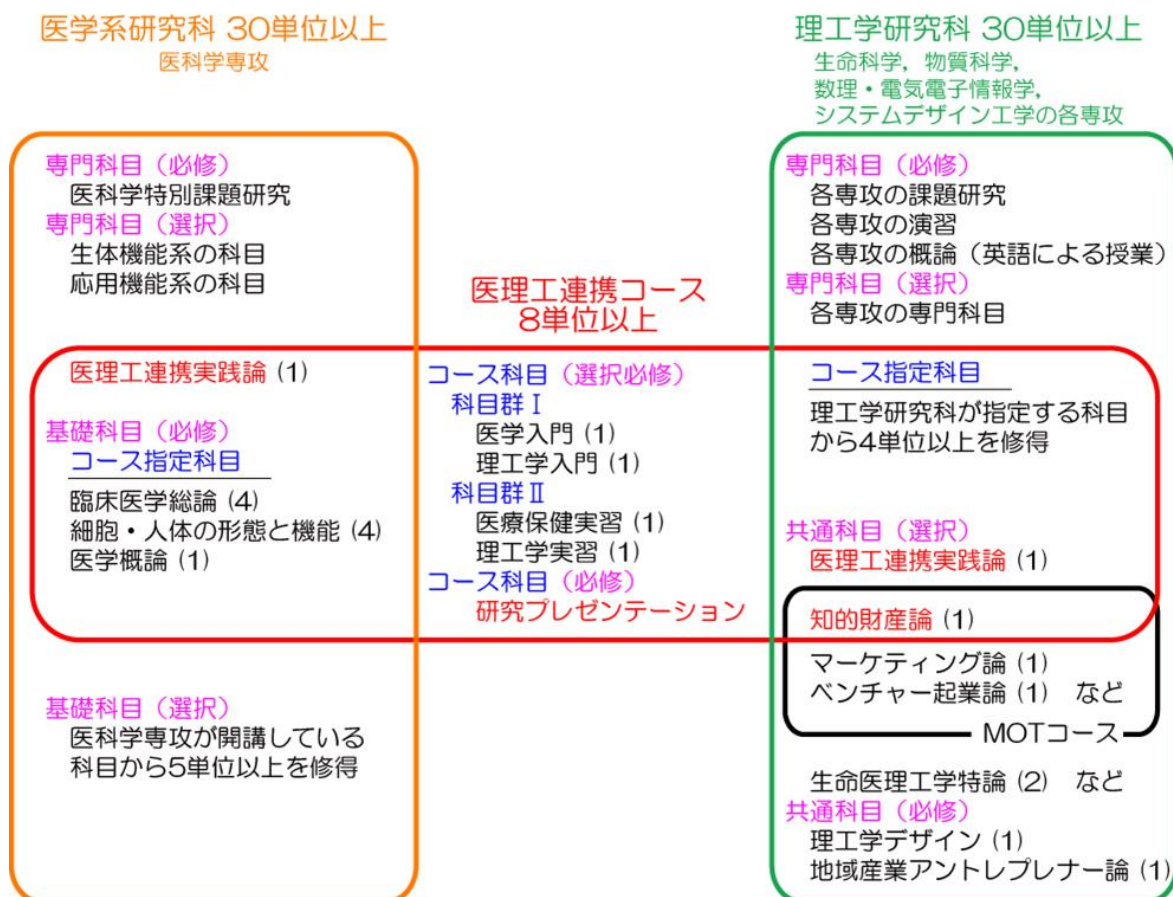 医学系研究科 30単位以上
医科学専攻
専門科目（必修）
医科学特別課題研究
専門科目（選択）
生体機能系の科目
応用機能系の科目
医理工連携実践論 (1)
基礎科目（必修）
コース指定科目
臨床医学総論 (4)
細胞・人体の形態と機能 (4)
医学概論 (1)
基礎科目（選択）
医科学専攻が開講している
科目から5単位以上を修得
医理工連携コース
8単位以上
コース科目（選択必修）
科目群Ⅰ
医学入門 (1)
理工学入門 (1)
科目群Ⅱ
医療保健実習 (1)
理工学実習 (1)
コース科目（必修）
研究プレゼンテーション
理工学研究科 30単位以上
生命科学，物質科学，
数理・電気電子情報学，
システムデザイン工学の各専攻
専門科目（必修）
各専攻の課題研究
各専攻の演習
各専攻の概論（英語による授業）
専門科目（選択）
各専攻の専門科目
コース指定科目
理工学研究科が指定する科目
から4単位以上を修得
共通科目（選択）
医理工連携実践論 (1)
知的財産論 (1)
マーケティング論 (1)
ベンチャー起業論 (1) など
MOTコース
生命医理工学特論 (2) など
共通科目（必修）
理工学デザイン (1)
地域産業アントレプレナー論 (1)